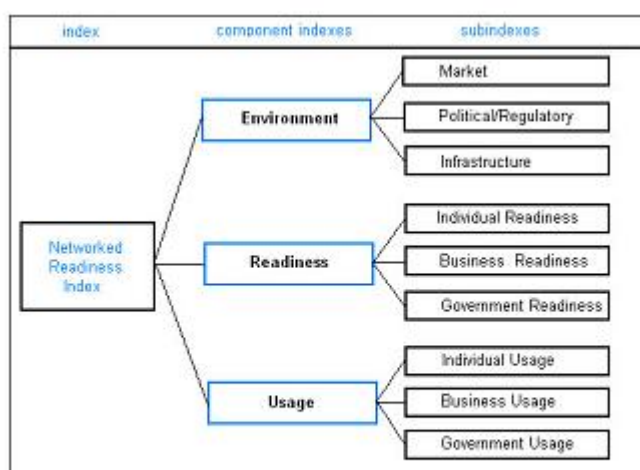 index component indexes subindexes
Market
Environment
Political/Regulatory
Infrastructure
Individual Readiness
Networked
Readiness
Index
Readiness
Business Readiness
Government Readiness
Individual Usage
Usage
Business Usage
Government Usage